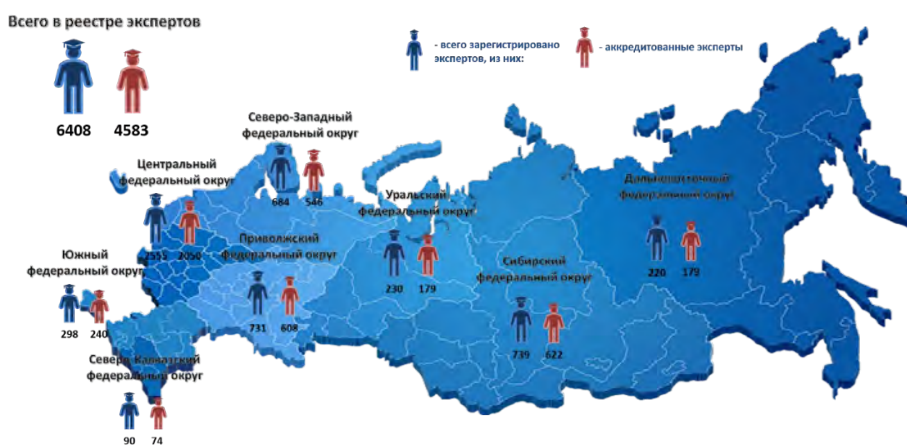 Всего в реестре экспертов
6408 4583
- всего зарегистрировано
экспертов, из них:
- аккредитованные эксперты
Северо-Западный
федеральный округ
684 546
Центральный
федеральный округ
2555 2050
Уральский
федеральный округ
230 179
Дальневосточный
федеральный округ
220 179
Приволжский
федеральный округ
731 608
Южный
федеральный округ
298 240
Сибирский
федеральный округ
739 622
Северо-Кавказский
федеральный округ
90 74